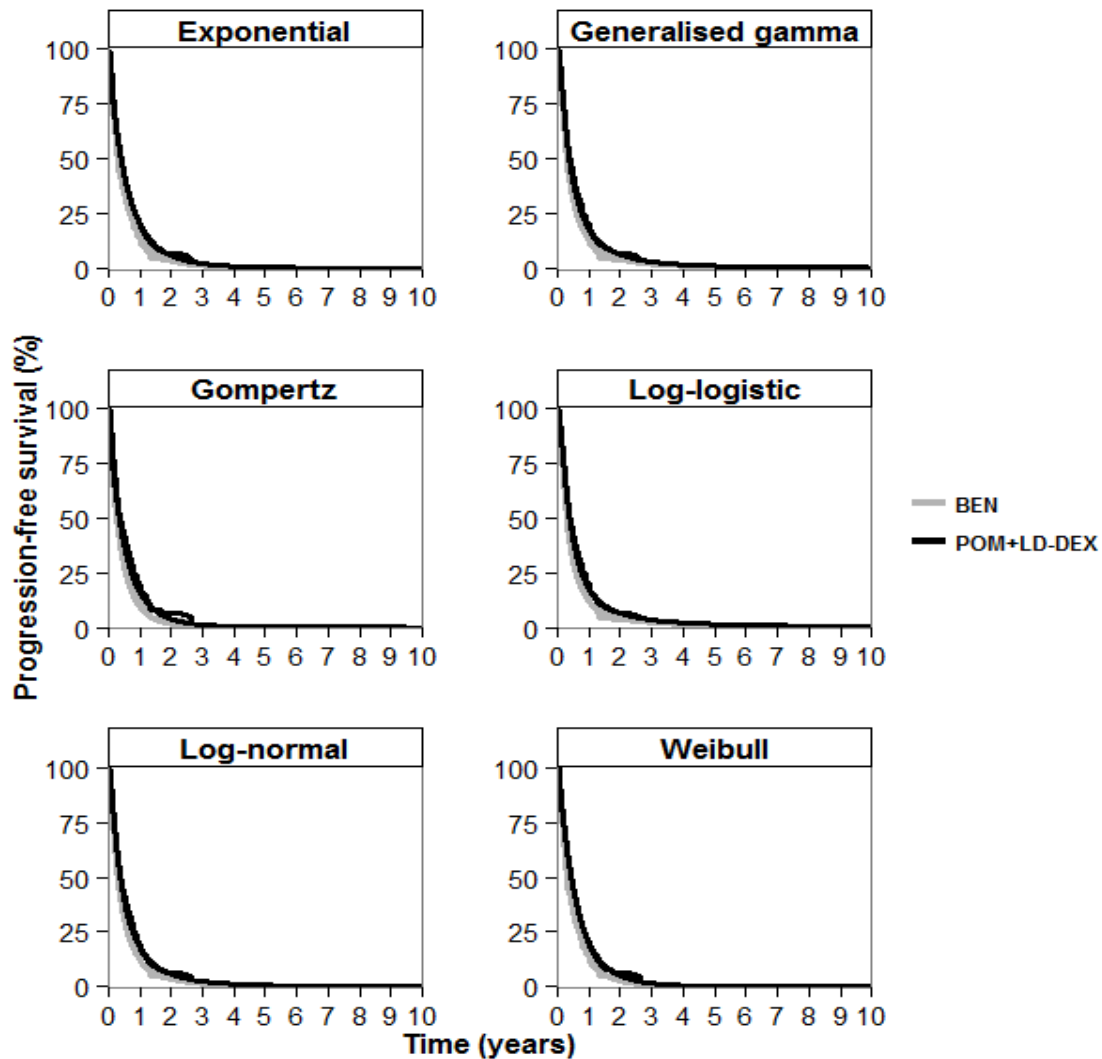 Exponential
100
75
50
25
0
0 1 2 3 4 5 6 7 8 9 10
Generalised gamma
100
75
50
25
0
0 1 2 3 4 5 6 7 8 9 10
Gompertz
100
75
50
25
0
0 1 2 3 4 5 6 7 8 9 10
Log-logistic
100
75
50
25
0
0 1 2 3 4 5 6 7 8 9 10
Log-normal
100
75
50
25
0
0 1 2 3 4 5 6 7 8 9 10
Weibull
100
75
50
25
0
0 1 2 3 4 5 6 7 8 9 10
Progression-free survival (%)
Time (years)
BEN
POM+LD-DEX